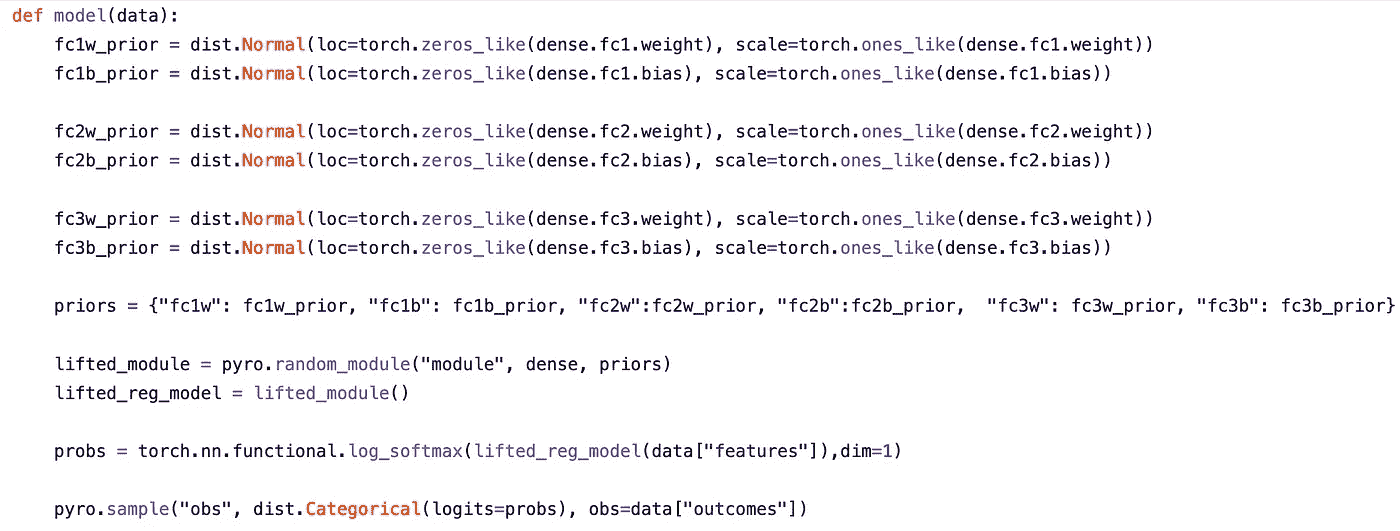 def model(data):
    fc1w_prior = dist.Normal(loc=torch.zeros_like(dense.fc1.weight), scale=torch.ones_like(dense.fc1.weight))
    fc1b_prior = dist.Normal(loc=torch.zeros_like(dense.fc1.bias), scale=torch.ones_like(dense.fc1.bias))
    fc2w_prior = dist.Normal(loc=torch.zeros_like(dense.fc2.weight), scale=torch.ones_like(dense.fc2.weight))
    fc2b_prior = dist.Normal(loc=torch.zeros_like(dense.fc2.bias), scale=torch.ones_like(dense.fc2.bias))
    fc3w_prior = dist.Normal(loc=torch.zeros_like(dense.fc3.weight), scale=torch.ones_like(dense.fc3.weight))
    fc3b_prior = dist.Normal(loc=torch.zeros_like(dense.fc3.bias), scale=torch.ones_like(dense.fc3.bias))
    priors = {"fc1w": fc1w_prior, "fc1b": fc1b_prior, "fc2w":fc2w_prior, "fc2b":fc2b_prior,  "fc3w": fc3w_prior, "fc3b": fc3b_prior}
    lifted_module = pyro.random_module("module", dense, priors)
    lifted_reg_model = lifted_module()
    probs = torch.nn.functional.log_softmax(lifted_reg_model(data["features"]),dim=1)
    pyro.sample("obs", dist.Categorical(logits=probs), obs=data["outcomes"])